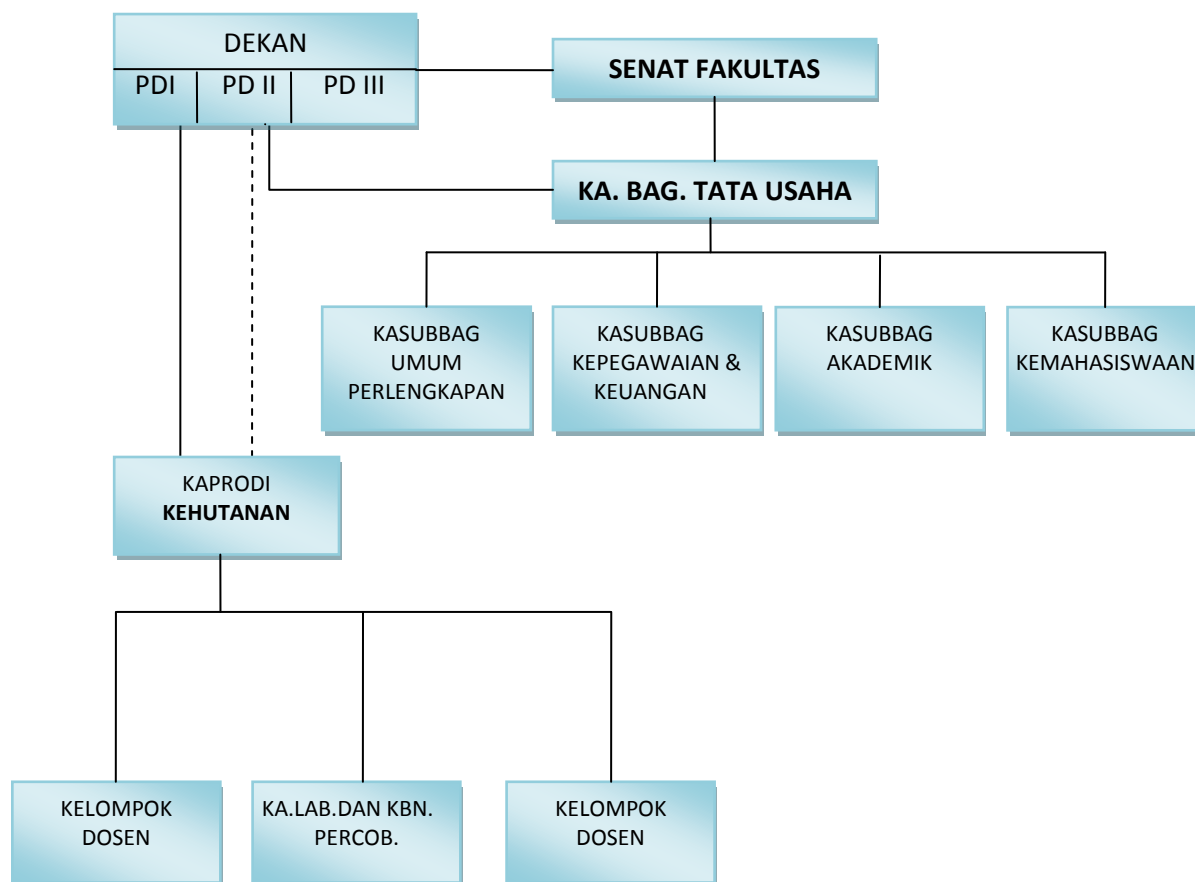 DEKAN
PDI PD II PD III
SENAT FAKULTAS
KA. BAG. TATA USAHA
KASUBBAG
UMUM
PERLENGKAPAN
KASUBBAG
KEPEGAWAIAN &
KEUANGAN
KASUBBAG
AKADEMIK
KASUBBAG
KEMAHASISWAAN
KAPRODI
KEHUTANAN
KELOMPOK
DOSEN
KA.LAB.DAN KBN.
PERCOB.
KELOMPOK
DOSEN